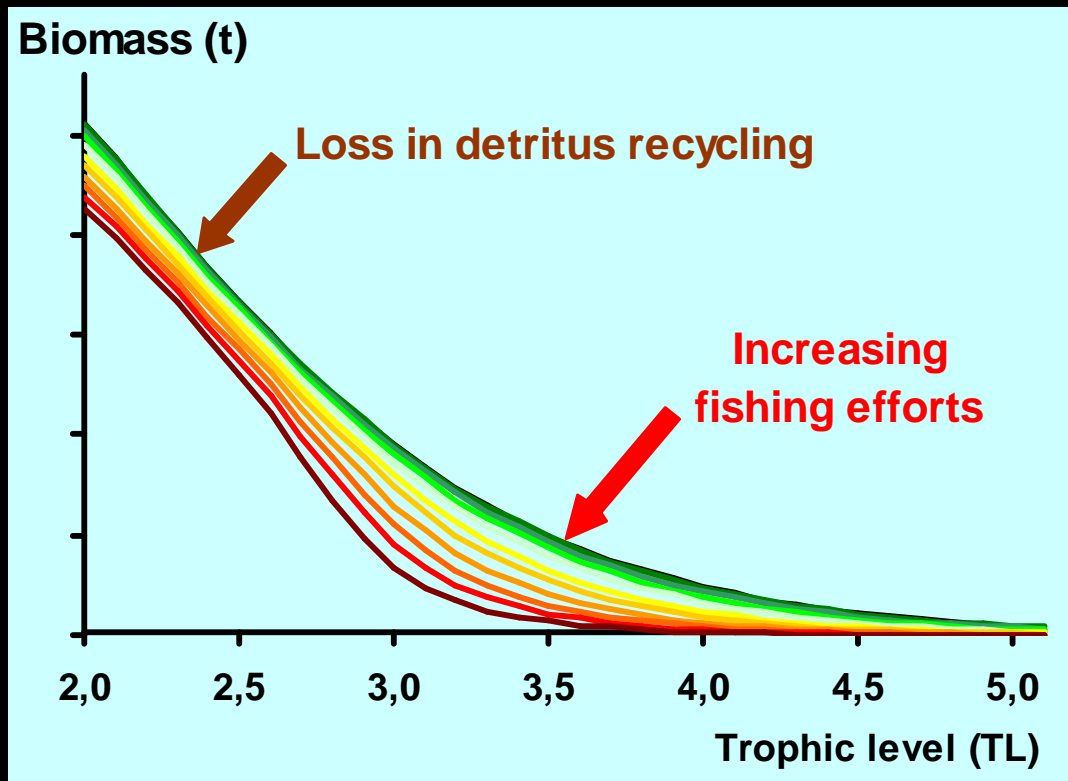 Biomass (t)
Loss in detritus recycling
Increasing
fishing efforts
2,0 2,5 3,0 3,5 4,0 4,5 5,0
Trophic level (TL)